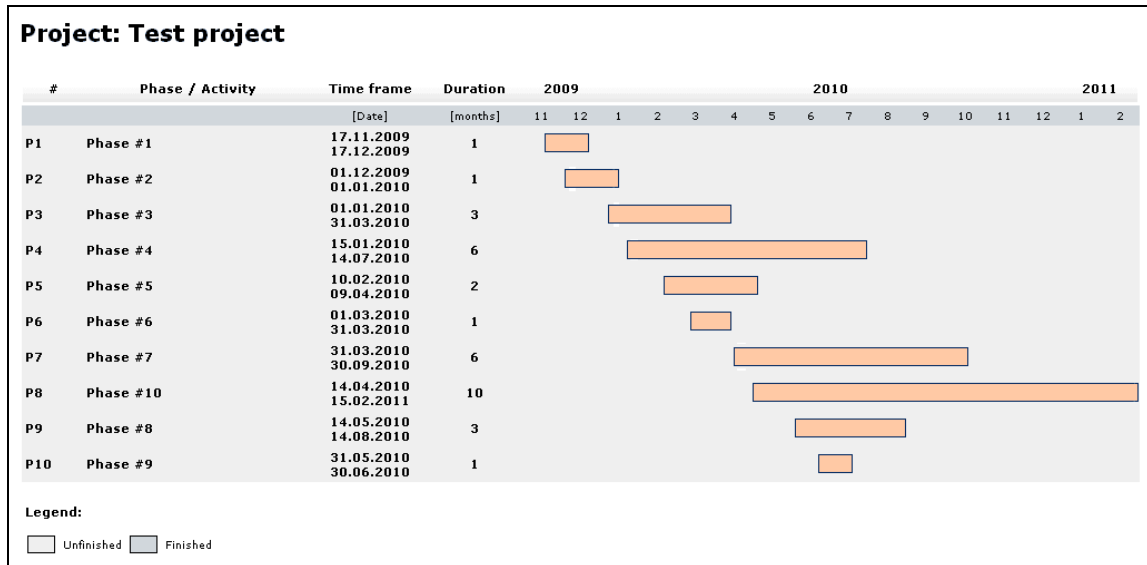 Project: Test project
# Phase / Activity Time frame Duration 2009 2010 2011
[Date] [months] 11 12 1 2 3 4 5 6 7 8 9 10 11 12 1 2
P1 Phase #1 17.11.2009 1
17.12.2009
P2 Phase #2 01.12.2009 1
01.01.2010
P3 Phase #3 01.01.2010 3
31.03.2010
P4 Phase #4 15.01.2010 6
14.07.2010
P5 Phase #5 10.02.2010 2
09.04.2010
P6 Phase #6 01.03.2010 1
31.03.2010
P7 Phase #7 31.03.2010 6
30.09.2010
P8 Phase #10 14.04.2010 10
15.02.2011
P9 Phase #8 14.05.2010 3
14.08.2010
P10 Phase #9 31.05.2010 1
30.06.2010
Legend:
Unfinished Finished